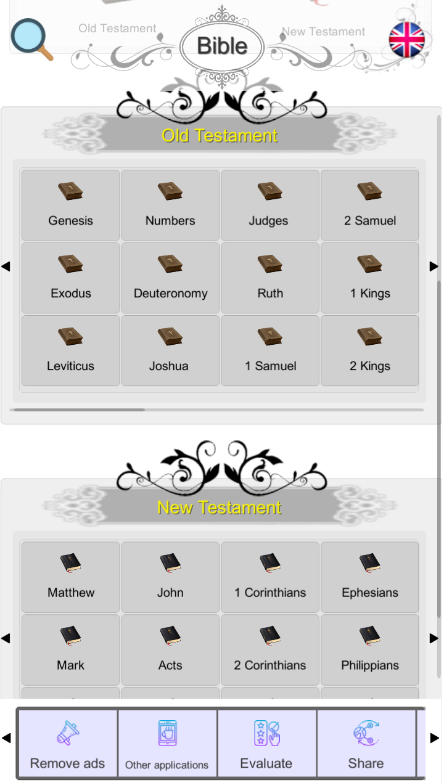 Old Testament
New Testament
Bible
Old Testament
Genesis
Numbers
Judges
2 Samuel
Exodus
Deuteronomy
Ruth
1 Kings
Leviticus
Joshua
1 Samuel
2 Kings
New Testament
Matthew
John
1 Corinthians
Ephesians
Mark
Acts
2 Corinthians
Philippians
Remove ads
Other applications
Evaluate
Share